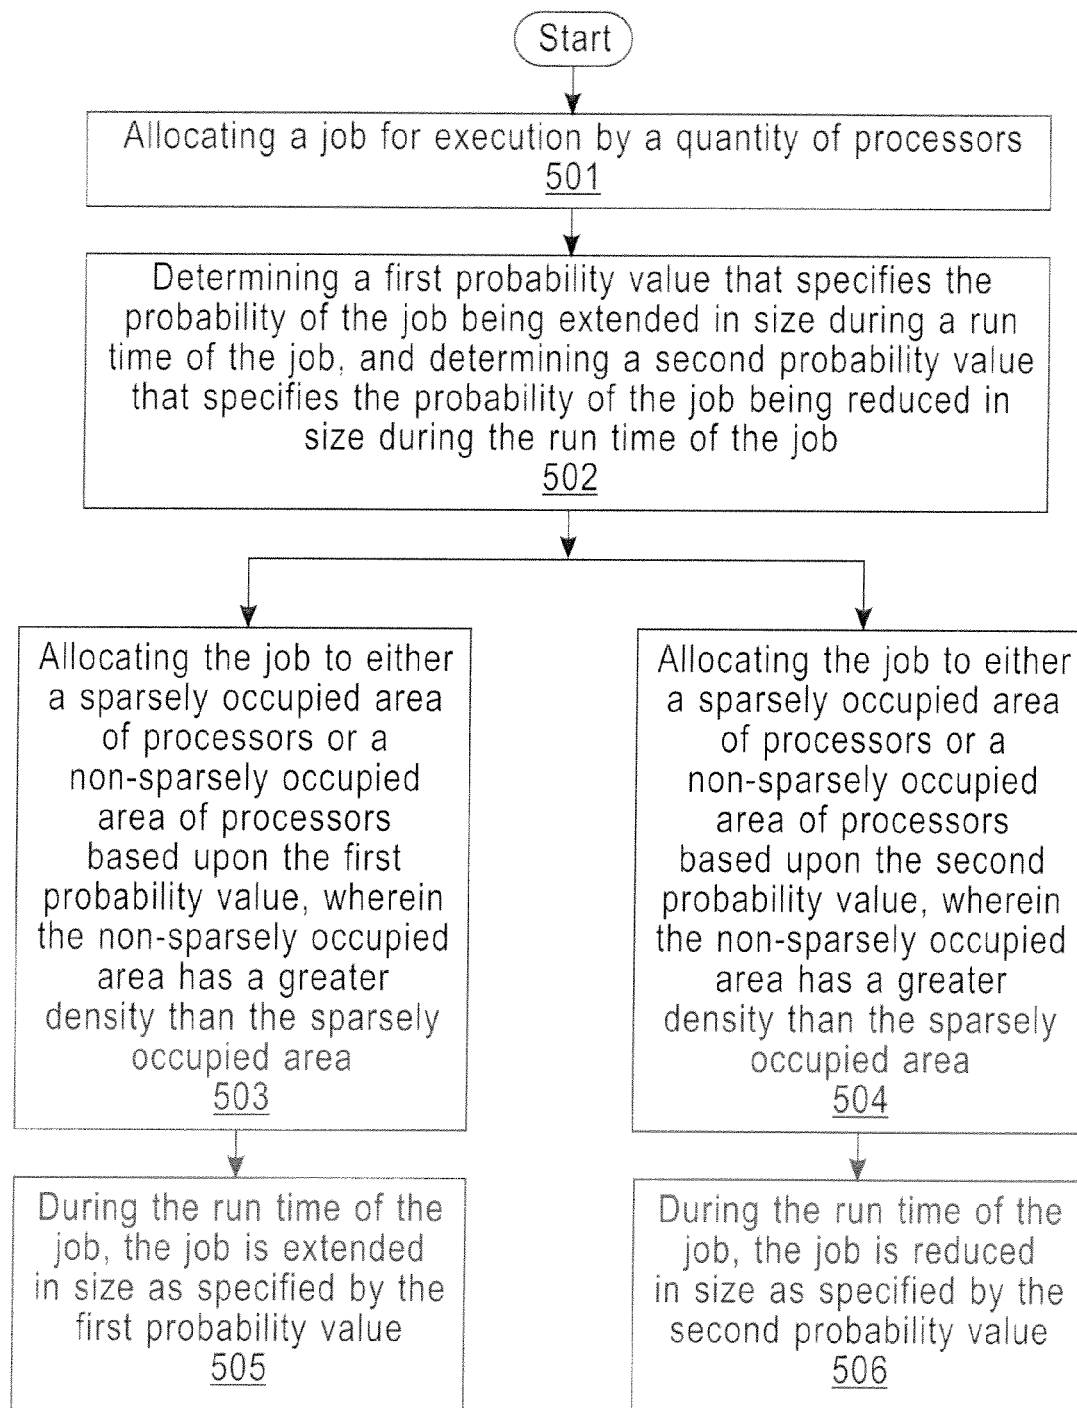 Start
Allocating a job for execution by a quantity of processors
501
Determining a first probability value that specifies the
probability of the job being extended in size during a run
time of the job, and determining a second probability value
that specifies the probability of the job being reduced in
size during the run time of the job
502
Allocating the job to either
a sparsely occupied area
of processors or a
non-sparsely occupied
area of processors
based upon the first
probability value, wherein
the non-sparsely occupied
area has a greater
density than the sparsely
occupied area
503
Allocating the job to either
a sparsely occupied area
of processors or a
non-sparsely occupied
area of processors
based upon the second
probability value, wherein
the non-sparsely occupied
area has a greater
density than the sparsely
occupied area
504
During the run time of the
job, the job is extended
in size as specified by the
first probability value
505
During the run time of the
job, the job is reduced
in size as specified by the
second probability value
506